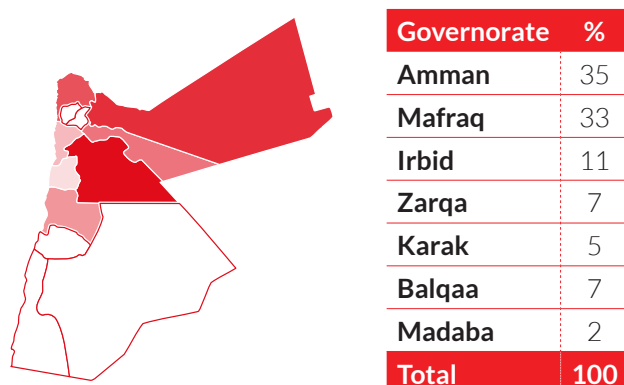 Governorate %
Amman 35
Mafraq 33
Irbid 11
Zarqa 7
Karak 5
Balqaa 7
Madaba 2
Total 100